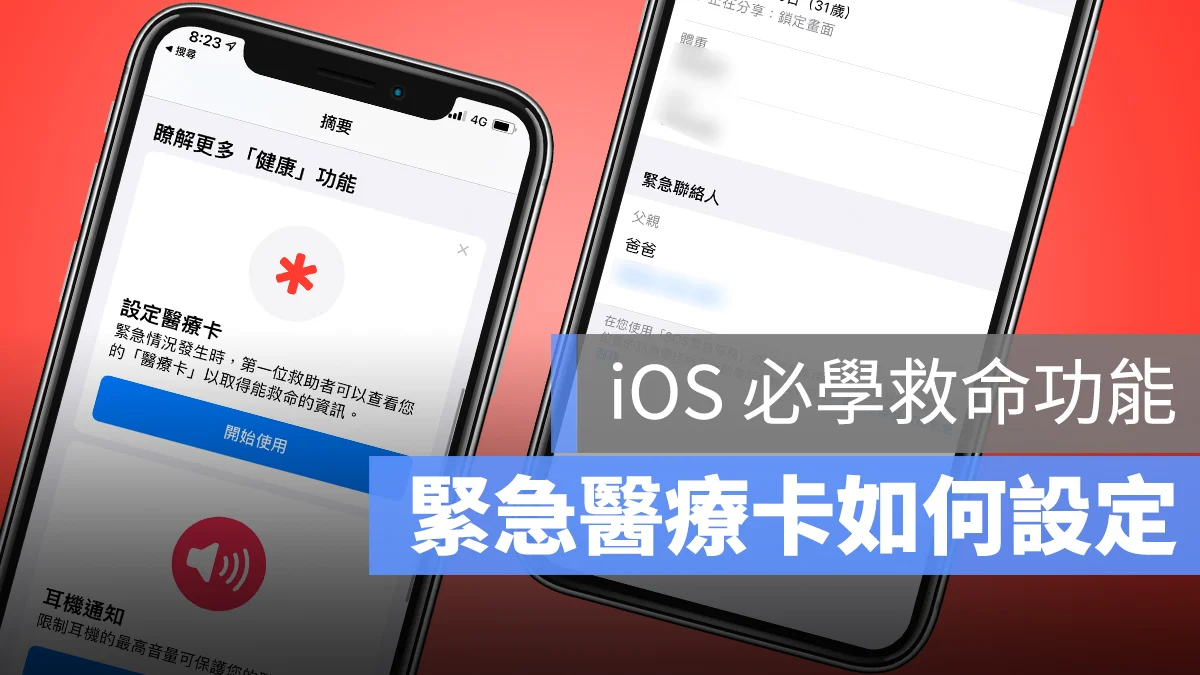 8:23
搜尋
4G
摘要
瞭解更多「健康」功能
設定醫療卡
緊急情況發生時，第一位救助者可以查看您
的「醫療卡」以取得能救命的資訊。
開始使用
耳機通知
限制耳機的最高音量可保護您的
(31歲)
正在分享：鎖定畫面
體重
緊急聯絡人
父親
爸爸
在您使用「SOS
iOS 必學救命功能
緊急醫療卡如何設定